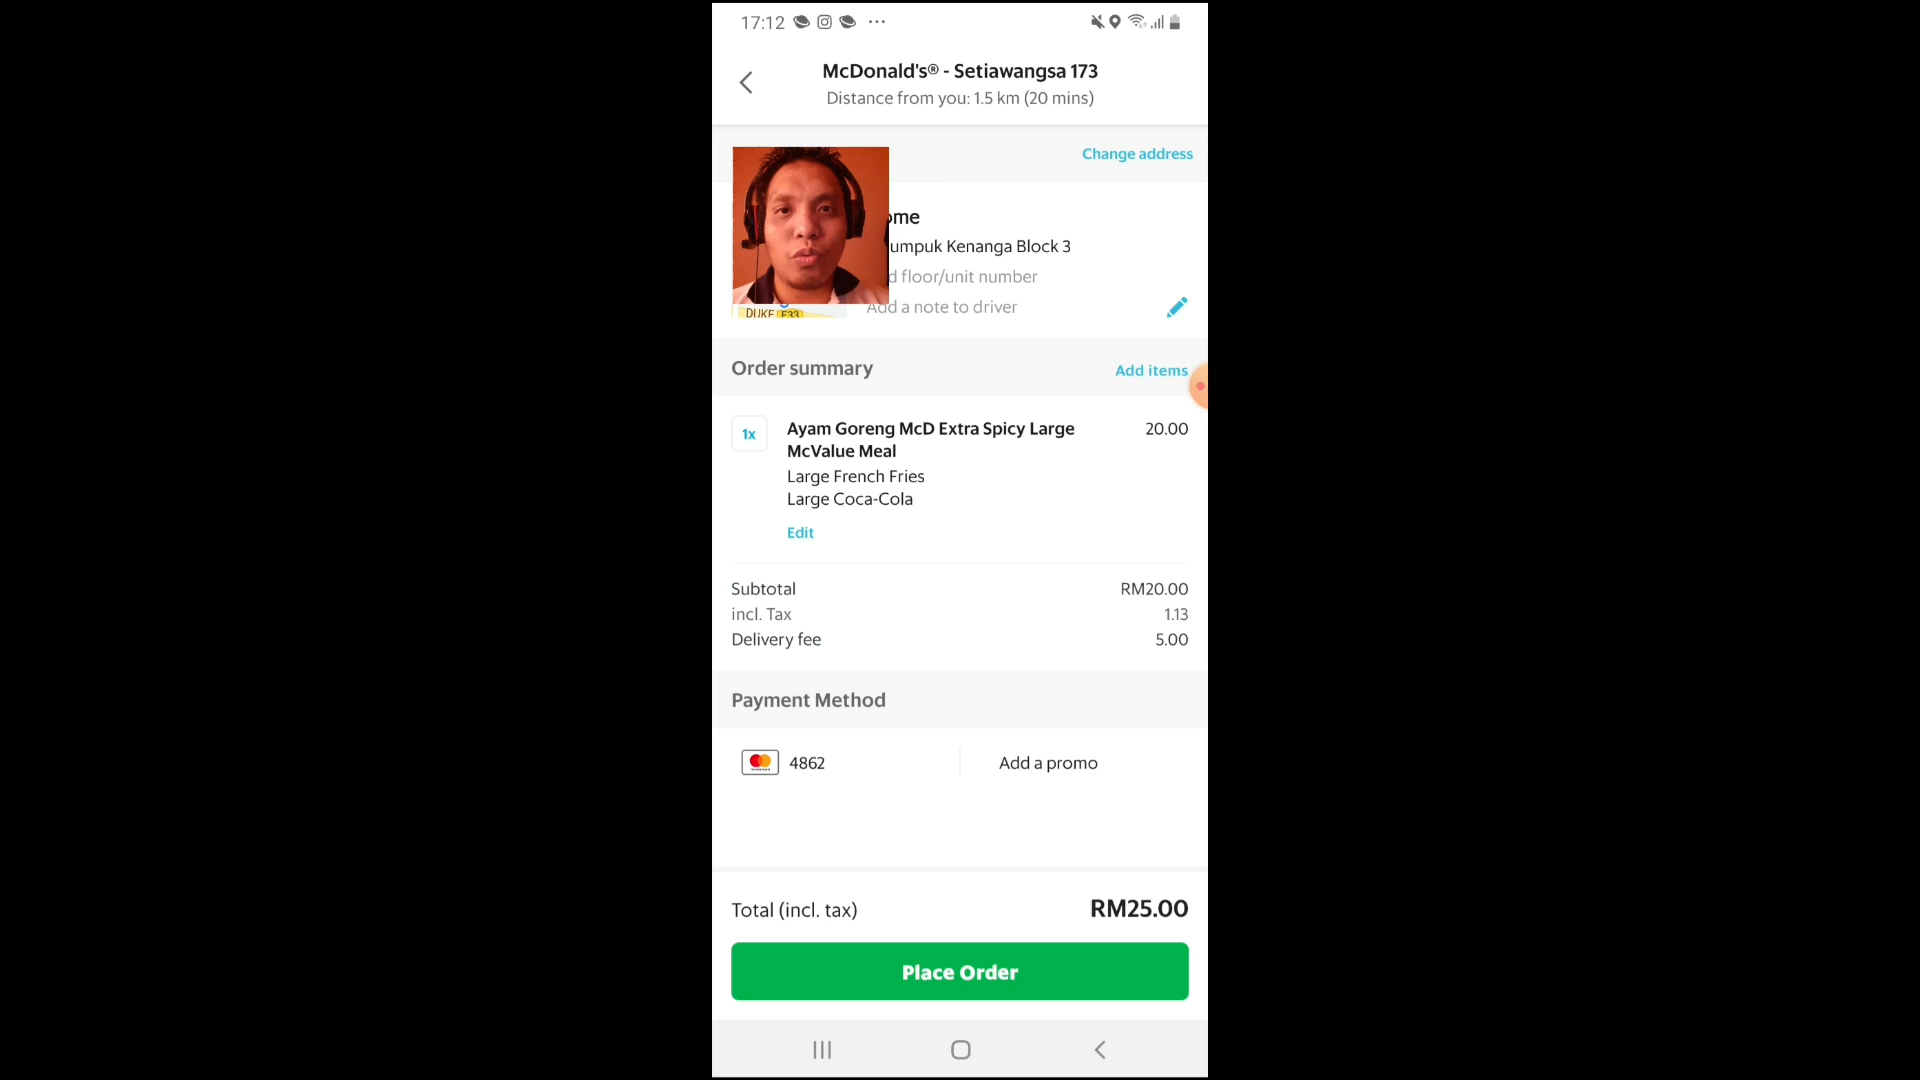 17:12
McDonald's® - Setiawangsa 173
Distance from you: 1.5 km (20 mins)
Change address
ome
umpuk Kenanga Block 3
d floor/unit number
Add a note to driver
DUKE E33
Order summary
Add items
1x Ayam Goreng McD Extra Spicy Large 20.00
McValue Meal
Large French Fries
Large Coca-Cola
Edit
Subtotal RM20.00
incl. Tax 1.13
Delivery fee 5.00
Payment Method
4862 Add a promo
Total (incl. tax) RM25.00
Place Order